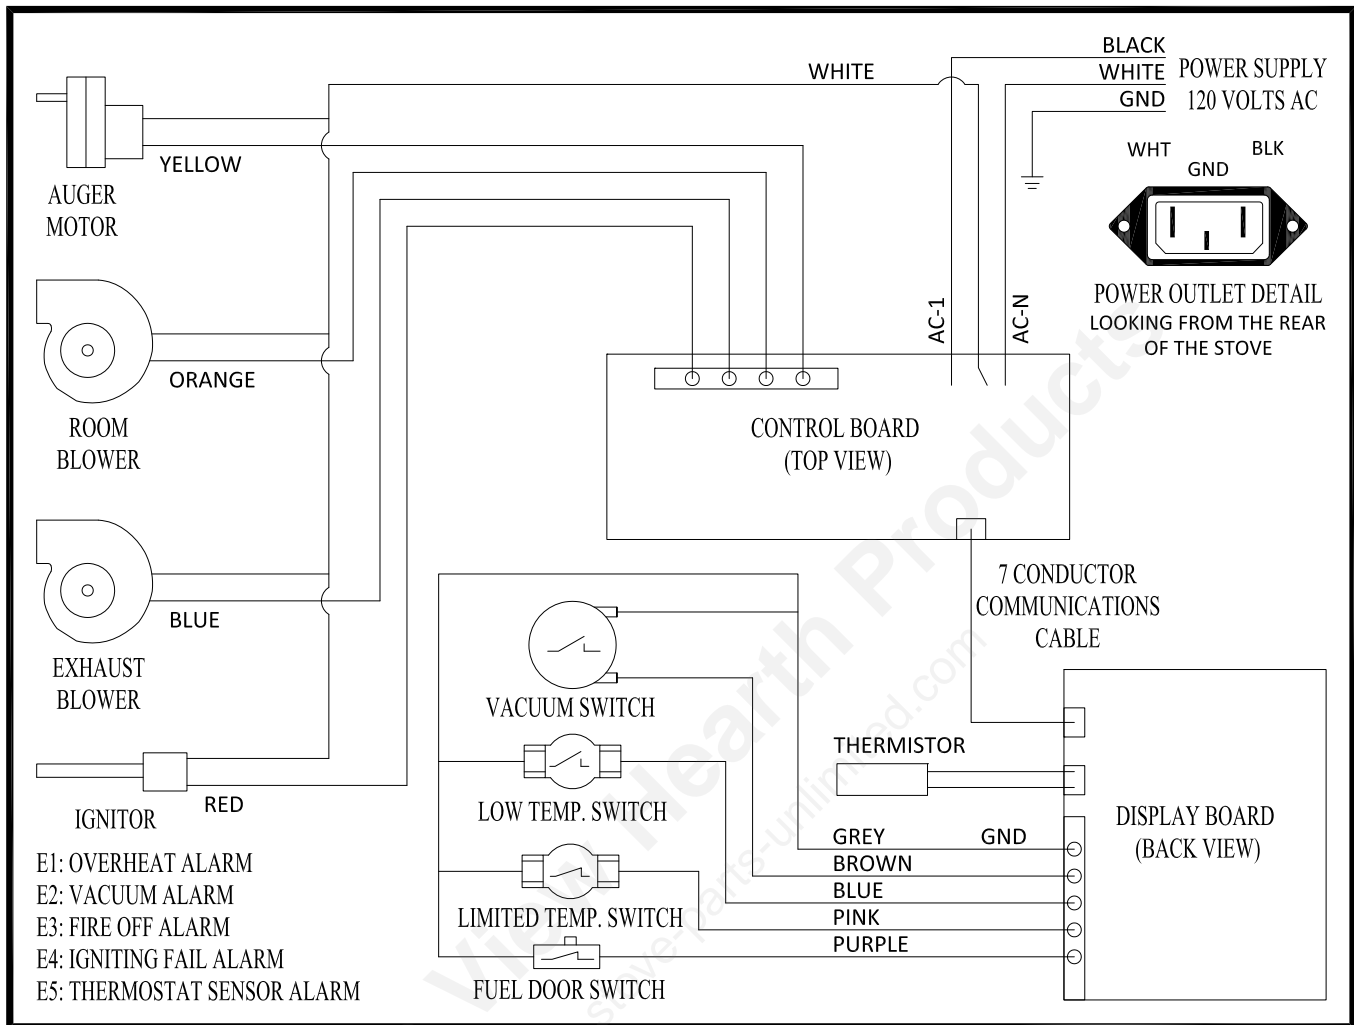 BLACK
WHITE
WHITE
GND
POWER SUPPLY
120 VOLTS AC
WHT
BLK
GND
POWER OUTLET DETAIL
LOOKING FROM THE REAR
OF THE STOVE
YELLOW
AUGER
MOTOR
ORANGE
ROOM
BLOWER
BLUE
EXHAUST
BLOWER
RED
IGNITOR
AC-1
AC-N
CONTROL BOARD
(TOP VIEW)
7 CONDUCTOR
COMMUNICATIONS
CABLE
VACUUM SWITCH
LOW TEMP. SWITCH
LIMITED TEMP. SWITCH
FUEL DOOR SWITCH
THERMISTOR
GREY
GND
BROWN
BLUE
PINK
PURPLE
DISPLAY BOARD
(BACK VIEW)
E1: OVERHEAT ALARM
E2: VACUUM ALARM
E3: FIRE OFF ALARM
E4: IGNITING FAIL ALARM
E5: THERMOSTAT SENSOR ALARM
View Hearth Products
stove-parts-unlimited.com